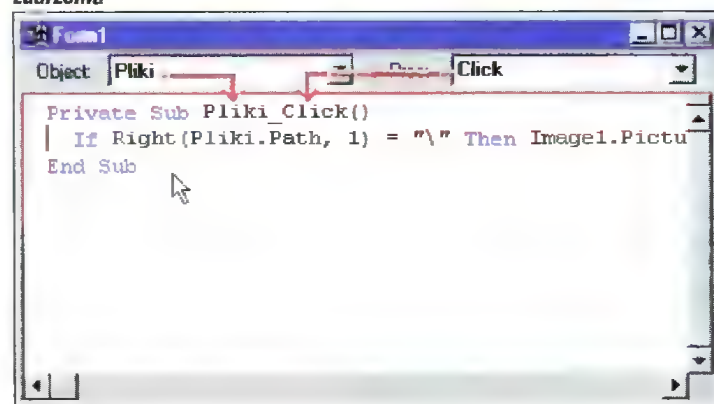 Form1
Object: Pliki Click
Private Sub Pliki_Click()
If Right(Pliki.Path, 1) = "\" Then Image1.Pictu
End Sub